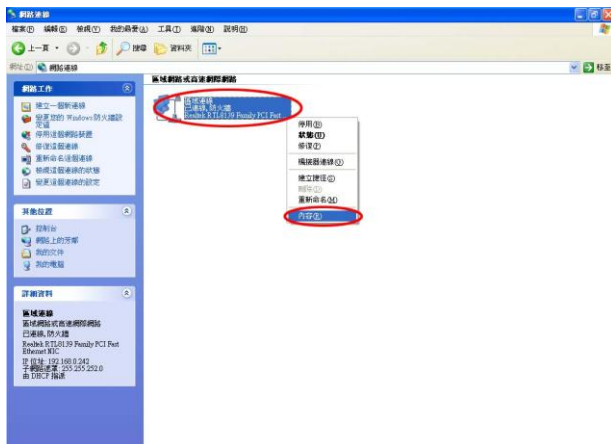 網路連線
檔案(F) 編輯(E) 檢視(V) 我的最愛(A) 工具(T) 進階(N) 說明(H)
上一頁 搜尋 資料夾
網址(D) 網路連線 移至
網路工作
建立一個新連線
變更您的 Windows 防火牆設定值
停用這個網路裝置
修復這個連線
重新命名這個連線
檢視這個連線的狀態
變更這個連線的設定
其他位置
控制台
網路上的芳鄰
我的文件
我的電腦
詳細資料
區域連線
區域網路或高速網際網路
已連線, 防火牆
Realtek RTL8139 Family PCI Fast
Ethernet NIC
IP 位址: 192.168.0.242
子網路遮罩: 255.255.252.0
由 DHCP 指派
區域網路或高速網際網路
區域連線
已連線, 防火牆
Realtek RTL8139 Family PCI Fast
停用(B)
狀態(U)
修復(P)
橋接器連線(G)
建立捷徑(S)
刪除(D)
重新命名(M)
內容(R)